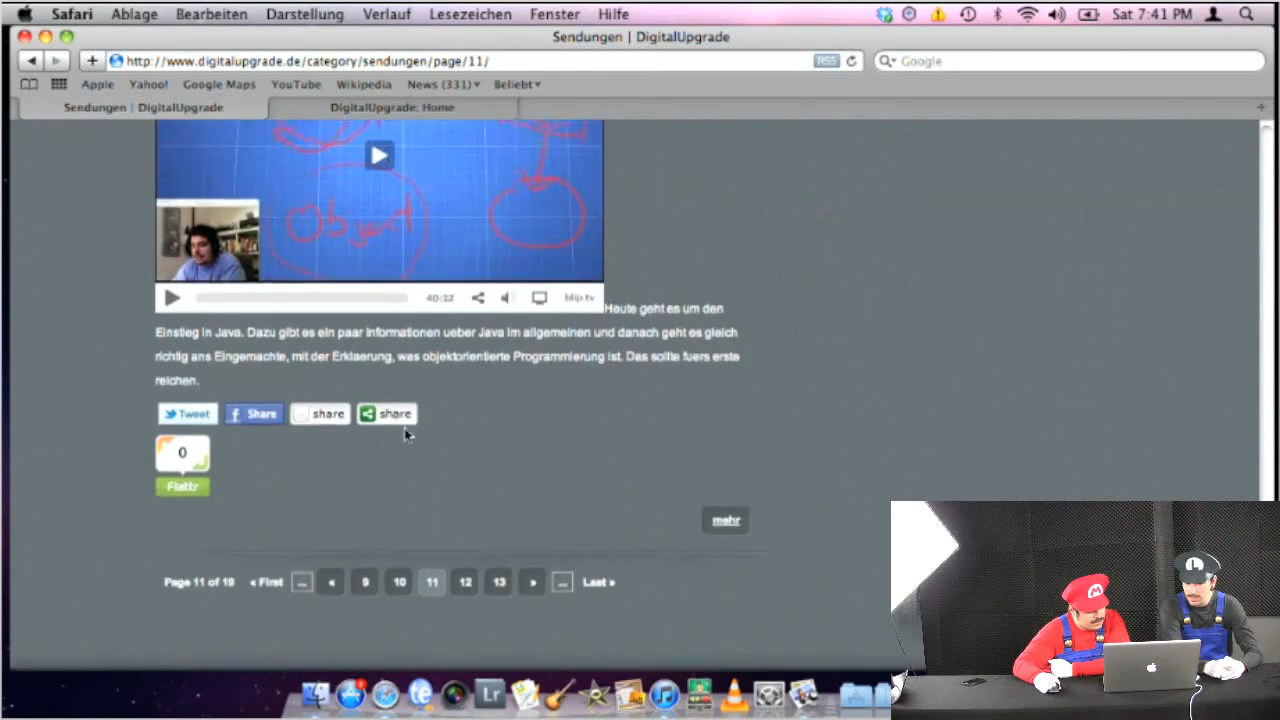 Safari Ablage Bearbeiten Darstellung Verlauf Lesezeichen Fenster Hilfe Sat 7:41 PM
Sendungen | DigitalUpgrade
http://www.digitalupgrade.de/category/sendungen/page/11/ RSS Google
Apple Yahoo! Google Maps YouTube Wikipedia News (331) Beliebt
Sendungen | DigitalUpgrade DigitalUpgrade: Home
Objekt
40:32 blip.tv
Heute geht es um den
Einstieg in Java. Dazu gibt es ein paar Informationen ueber Java im allgemeinen und danach geht es gleich
richtig ans Eingemachte, mit der Erklaerung, was objektorientierte Programmierung ist. Das sollte fuers erste
reichen.
Tweet Share share share
0
Flattr
mehr
Page 11 of 19 « First ... « 9 10 11 12 13 » ... Last »
M L
te Lr